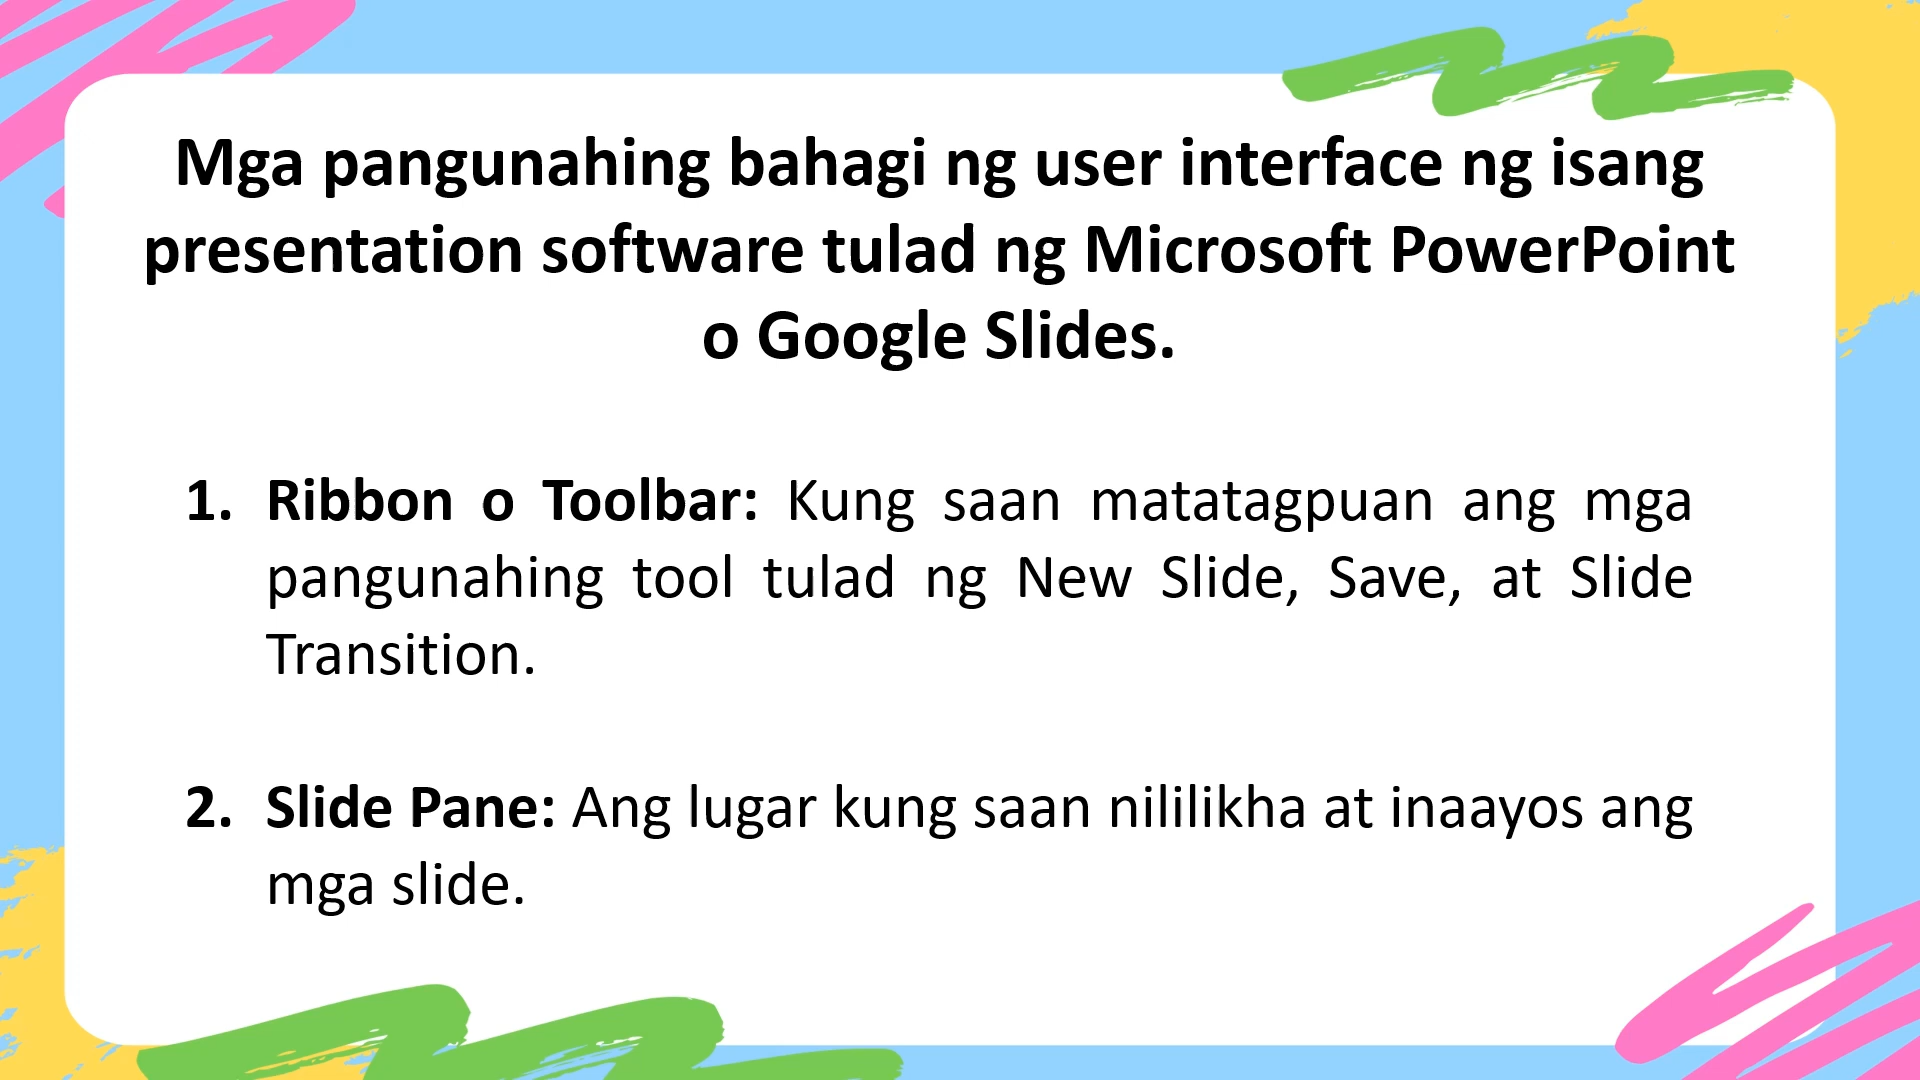 Mga pangunahing bahagi ng user interface ng isang
presentation software tulad ng Microsoft PowerPoint
o Google Slides.
1. Ribbon o Toolbar: Kung saan matatagpuan ang mga
pangunahing tool tulad ng New Slide, Save, at Slide
Transition.
2. Slide Pane: Ang lugar kung saan nililikha at inaayos ang
mga slide.